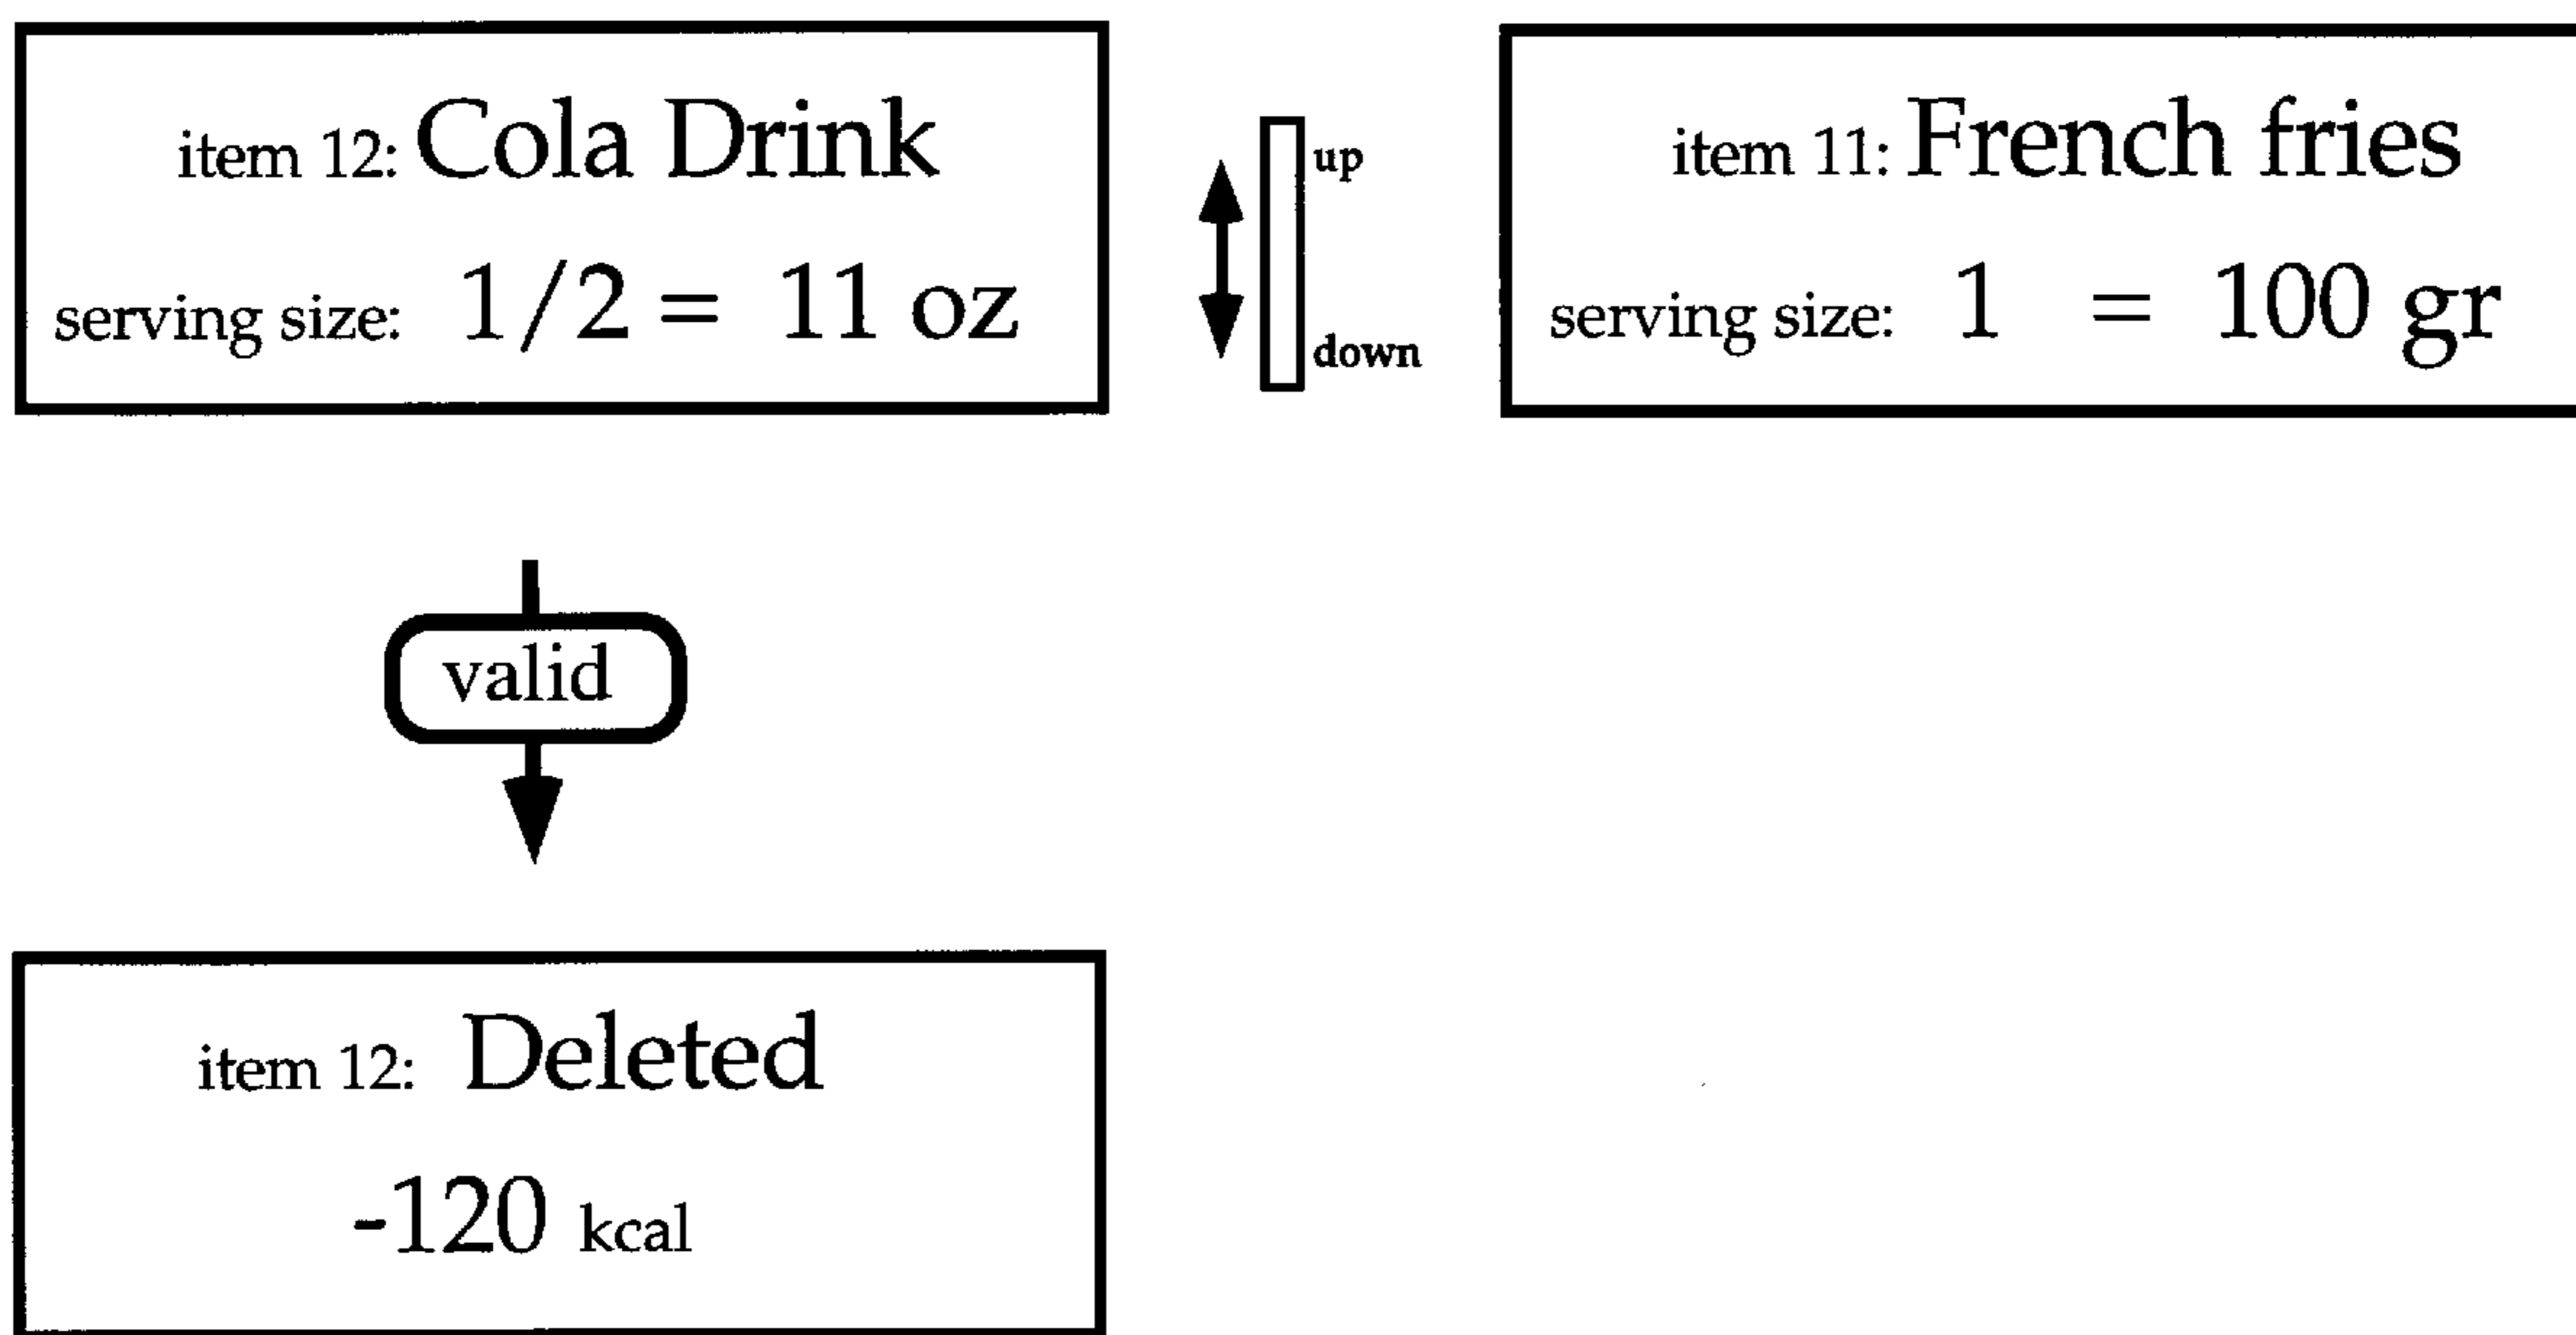 item 12: Cola Drink
serving size: 1/2 = 11 oz
up
down
item 11: French fries
serving size: 1 = 100 gr
valid
item 12: Deleted
-120 kcal